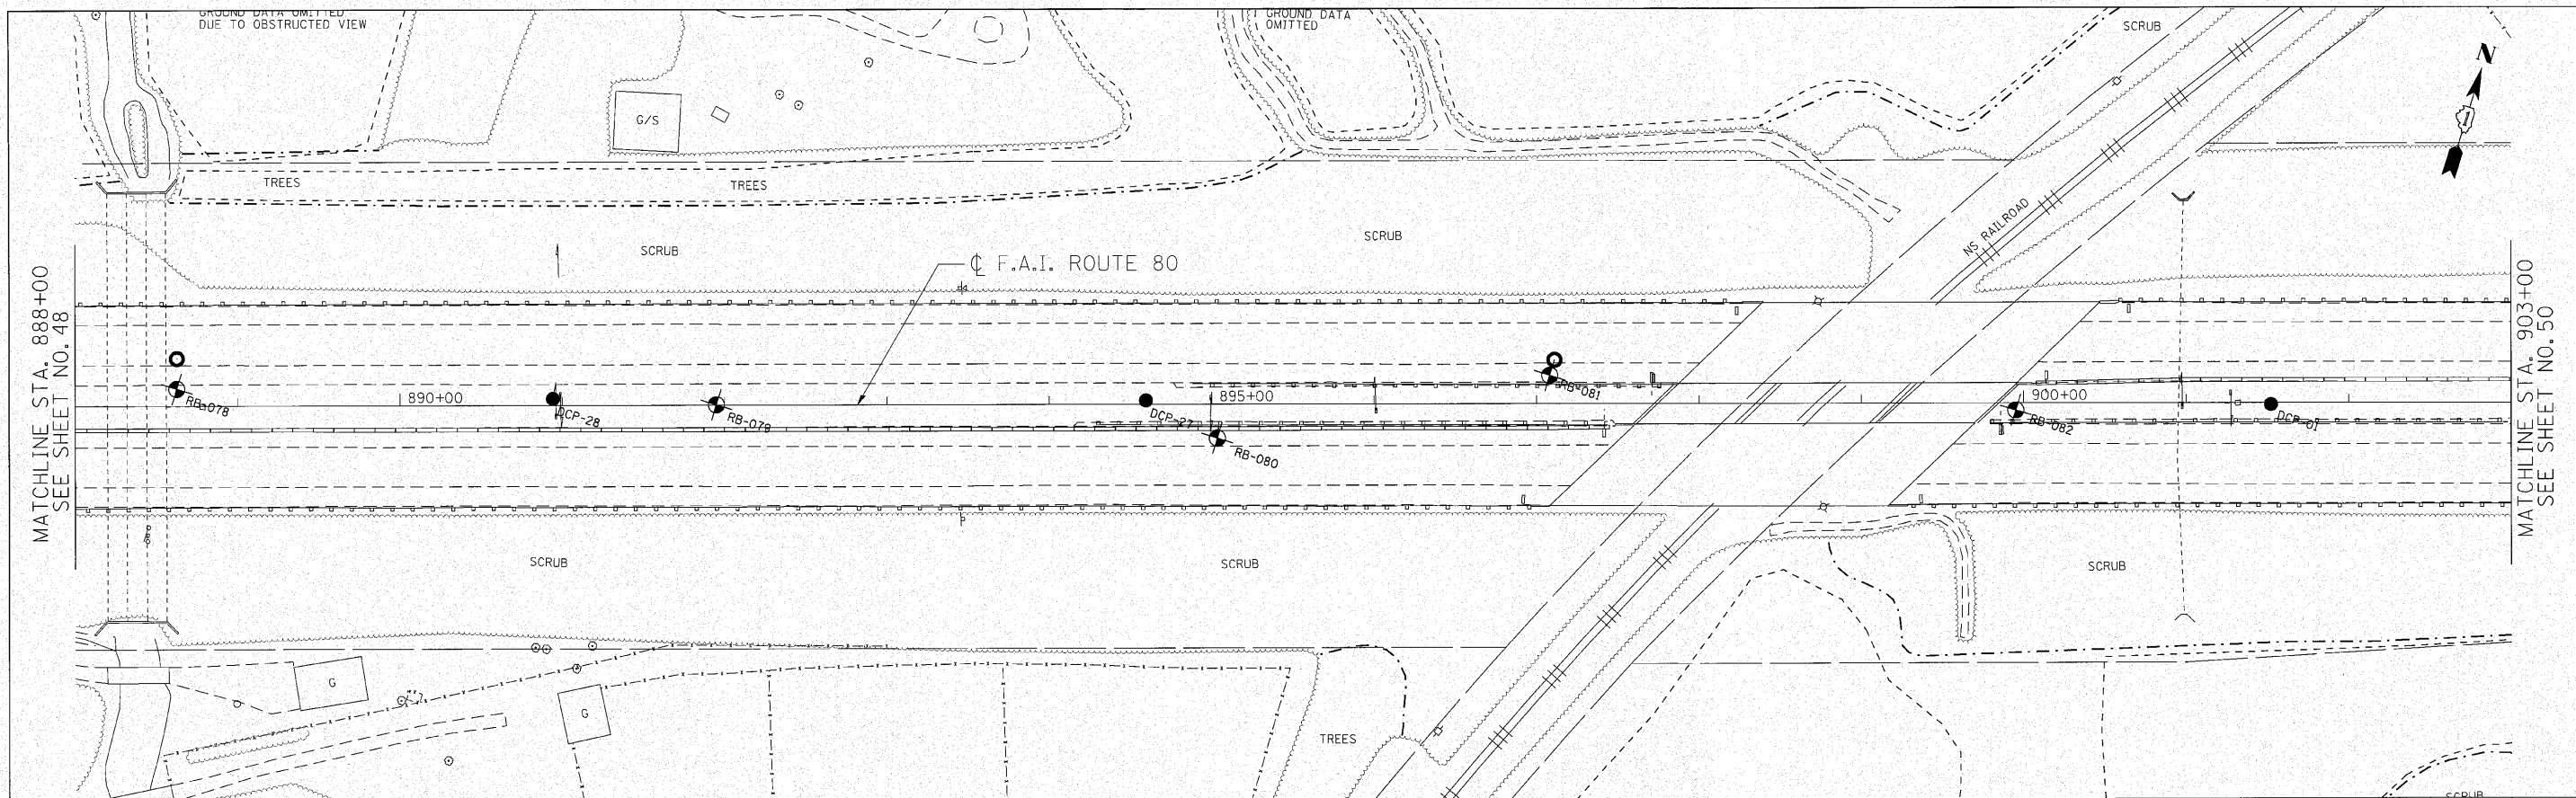 GROUND DATA OMITTED
DUE TO OBSTRUCTED VIEW
GROUND DATA
OMITTED
SCRUB
N
G/S
TREES
TREES
SCRUB
SCRUB
NS RAILROAD
℄ F.A.I. ROUTE 80
MATCHLINE STA. 888+00
SEE SHEET NO. 48
MATCHLINE STA. 903+00
SEE SHEET NO. 50
RB-078
890+00
DCP-28
RB-079
DCP-27
895+00
RB-080
RB-081
900+00
RB-082
DCP-01
SCRUB
SCRUB
SCRUB
G
G
TREES
SCRUB